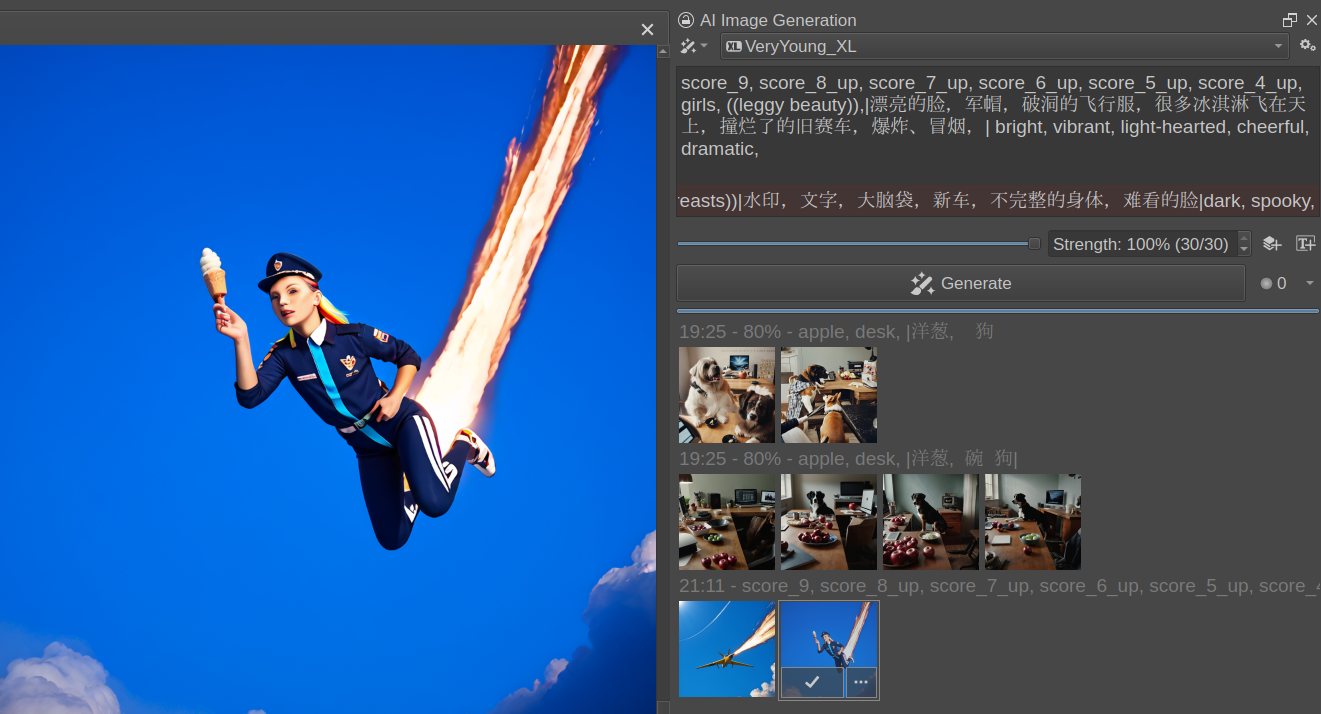 AI Image Generation
XL VeryYoung_XL
score_9, score_8_up, score_7_up, score_6_up, score_5_up, score_4_up,
girls, ((leggy beauty)),|漂亮的脸，军帽，破洞的飞行服，很多冰淇淋飞在天
上，撞烂了的旧赛车，爆炸、冒烟，| bright, vibrant, light-hearted, cheerful,
dramatic,
easts))|水印，文字，大脑袋，新车，不完整的身体，难看的脸|dark, spooky,
Strength: 100% (30/30)
Generate
0
19:25 - 80% - apple, desk, |洋葱， 狗
19:25 - 80% - apple, desk, |洋葱，碗 狗|
21:11 - score_9, score_8_up, score_7_up, score_6_up, score_5_up, score_4